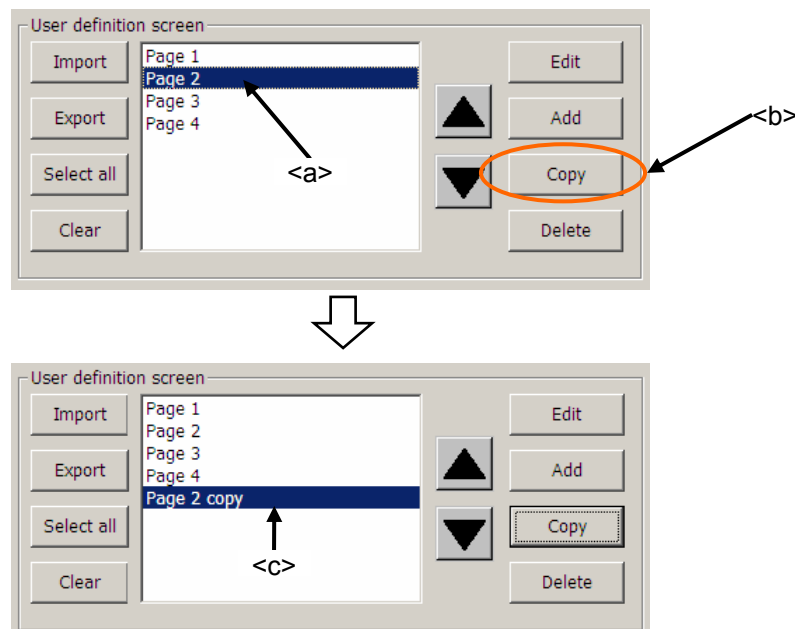 User definition screen
Import
Page 1
Edit
Page 2
Page 3
Export
Page 4
Add
<b>
Select all
<a>
Copy
Clear
Delete
User definition screen
Import
Page 1
Edit
Page 2
Page 3
Export
Page 4
Add
Page 2 copy
Select all
Copy
<c>
Clear
Delete